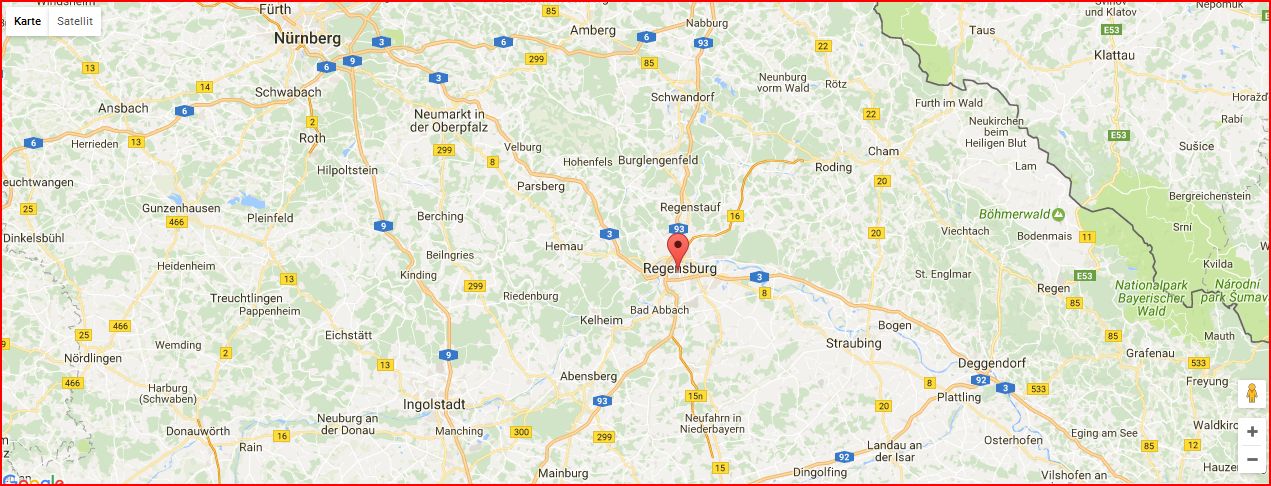 Karte
Satellit
Fürth
Nürnberg
Amberg
Nabburg
85
93
Taus
und Klatov
Nepomuk
E53
Klattau
3
6
6
22
6
9
299
85
13
3
14
Neunburg
vorm Wald
Rötz
Schwabach
Schwandorf
Ansbach
6
Neumarkt in
der Oberpfalz
Furth im Wald
22
2
Neukirchen
beim
Heiligen Blut
Rabí
E53
6
Herrieden
13
Roth
Velburg
299
8
Hohenfels
Burglengenfeld
Cham
Sušice
Hilpoltstein
Roding
Lam
Parsberg
20
Bergreichenstein
25
Gunzenhausen
466
Pleinfeld
Berching
Regenstauf
16
Böhmerwald
Srní
9
3
93
20
Viechtach
Bodenmais
11
Dinkelsbühl
Hemau
Beilngries
Heidenheim
Kinding
Regensburg
Kvilda
13
3
St. Englmar
E53
299
8
Regen
Nationalpark
Bayerischer
Wald
Národní
park Šumava
Treuchtlingen
Riedenburg
85
Pappenheim
Bad Abbach
466
Kelheim
Bogen
25
Eichstätt
85
Mauth
Wemding
Straubing
2
9
Grafenau
Nördlingen
13
Deggendorf
533
466
Abensberg
92
3
533
Freyung
Harburg
(Schwaben)
8
93
15n
Plattling
Ingolstadt
20
Neuburg an
der Donau
Neufahrn in
Niederbayern
Donauwörth
16
Manching
300
299
Eging am See
Rain
Osterhofen
85
12
Landau an
der Isar
92
15
Mainburg
Dingolfing
Vilshofen an
Google